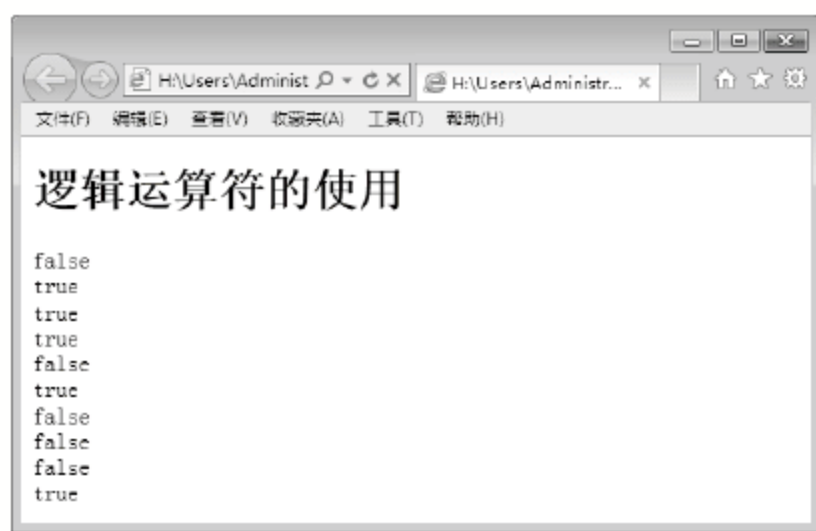 H:\Users\Administ
H:\Users\Administr...
文件(F) 编辑(E) 查看(V) 收藏夹(A) 工具(T) 帮助(H)
逻辑运算符的使用
false
true
true
true
false
true
false
false
false
true